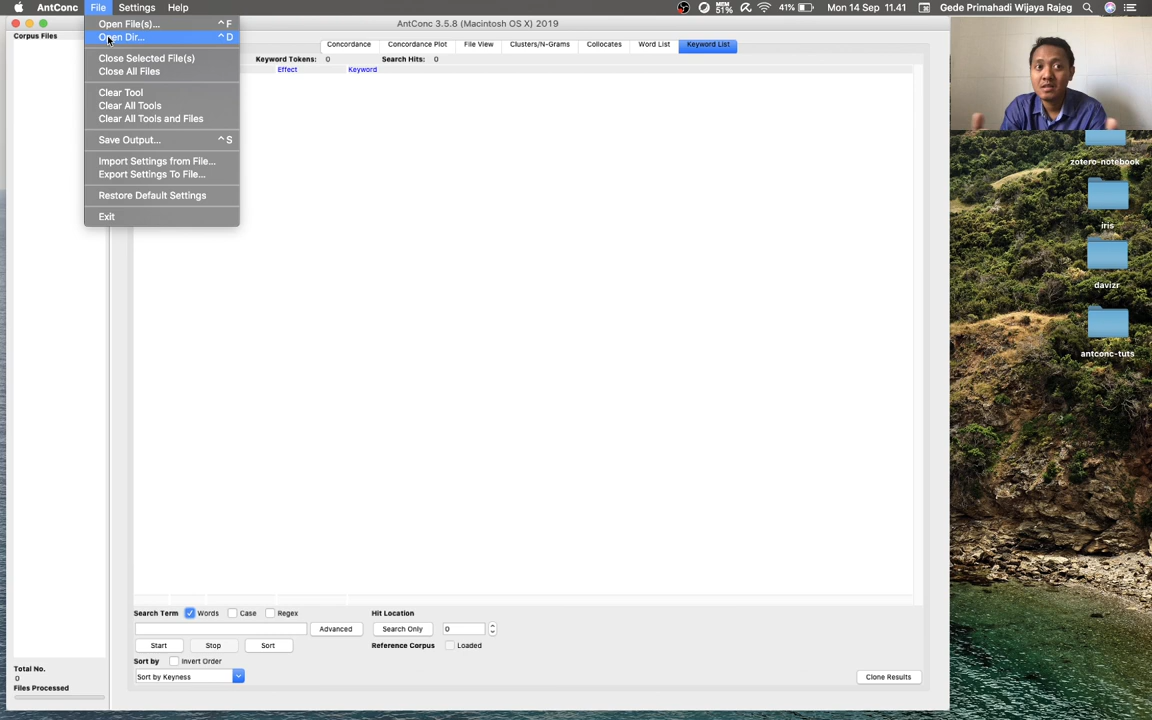 AntConc File Settings Help MEM 51% 41% Mon 14 Sep 11.41 Gede Primahadi Wijaya Rajeg
AntConc 3.5.8 (Macintosh OS X) 2019
Corpus Files
Open File(s)... ^ F
Open Dir... ^ D
Close Selected File(s)
Close All Files
Clear Tool
Clear All Tools
Clear All Tools and Files
Save Output... ^ S
Import Settings from File...
Export Settings To File...
Restore Default Settings
Exit
Concordance Concordance Plot File View Clusters/N-Grams Collocates Word List Keyword List
Keyword Tokens: 0 Search Hits: 0
Effect Keyword
zotero-notebook
iris
davizr
antconc-tuts
Search Term Words Case Regex Hit Location
Advanced Search Only 0
Start Stop Sort Reference Corpus Loaded
Sort by Invert Order
Sort by Keyness Clone Results
Total No.
0
Files Processed